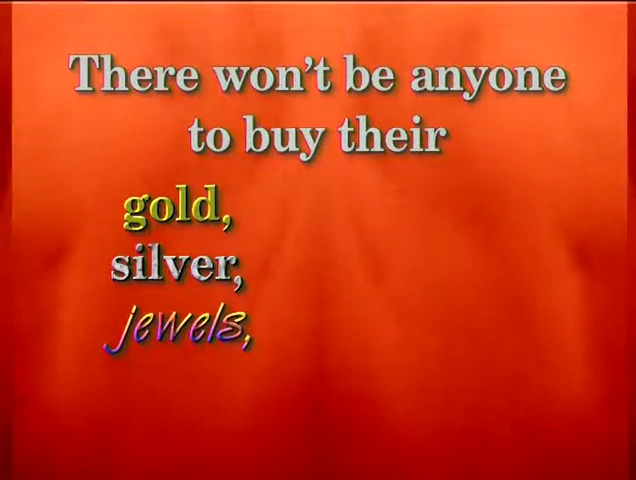 There won't be anyone
to buy their
gold,
silver,
jewels,